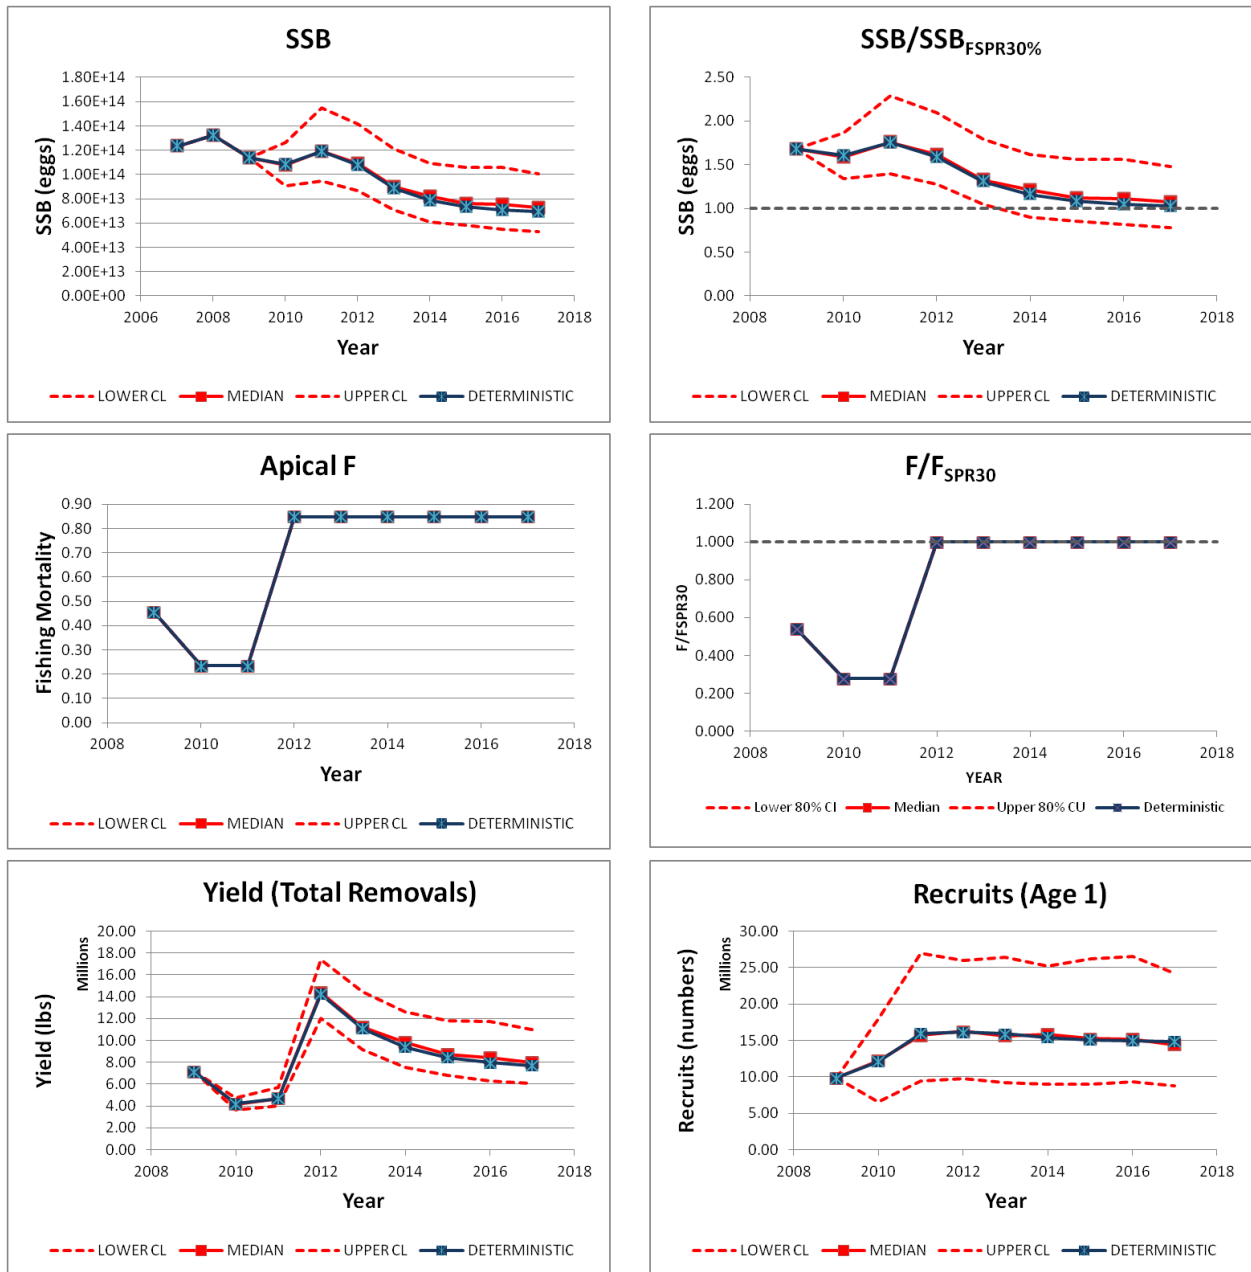 SSB
SSB (eggs)
1.80E+14
1.60E+14
1.40E+14
1.20E+14
1.00E+14
8.00E+13
6.00E+13
4.00E+13
2.00E+13
0.00E+00
2006 2008 2010 2012 2014 2016 2018
Year
LOWER CL MEDIAN UPPER CL DETERMINISTIC
SSB/SSBFSPR30%
SSB (eggs)
2.50
2.00
1.50
1.00
0.50
0.00
2008 2010 2012 2014 2016 2018
Year
LOWER CL MEDIAN UPPER CL DETERMINISTIC
Apical F
Fishing Mortality
0.90
0.80
0.70
0.60
0.50
0.40
0.30
0.20
0.10
0.00
2008 2010 2012 2014 2016 2018
Year
LOWER CL MEDIAN UPPER CL DETERMINISTIC
F/FSPR30
F/FSPR30
1.200
1.000
0.800
0.600
0.400
0.200
0.000
2008 2010 2012 2014 2016 2018
YEAR
Lower 80% CI Median Upper 80% CU Deterministic
Yield (Total Removals)
Yield (lbs)
Millions
20.00
18.00
16.00
14.00
12.00
10.00
8.00
6.00
4.00
2.00
0.00
2008 2010 2012 2014 2016 2018
Year
LOWER CL MEDIAN UPPER CL DETERMINISTIC
Recruits (Age 1)
Recruits (numbers)
Millions
30.00
25.00
20.00
15.00
10.00
5.00
0.00
2008 2010 2012 2014 2016 2018
Year
LOWER CL MEDIAN UPPER CL DETERMINISTIC